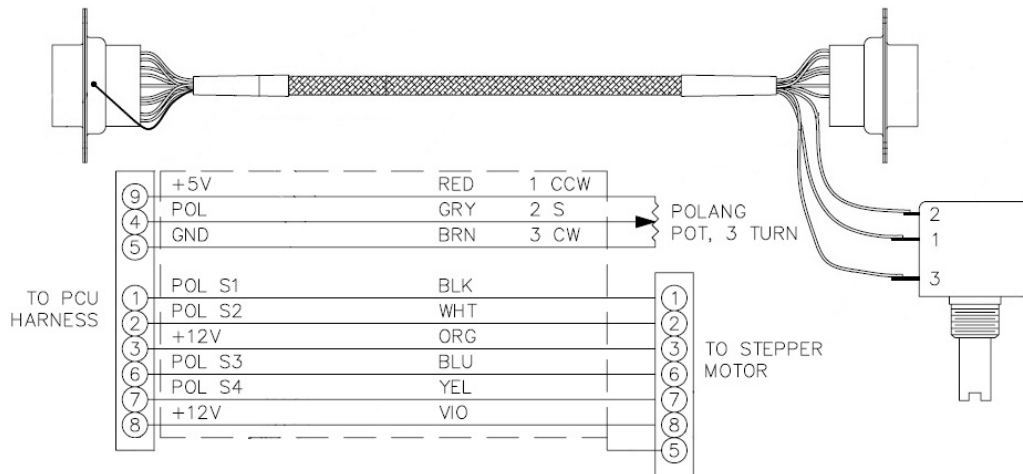 9 +5V RED 1 CCW
4 POL GRY 2 S
5 GND BRN 3 CW
POLANG
POT, 3 TURN
2
1
3
TO PCU
HARNESS
1 POL S1 BLK 1
2 POL S2 WHT 2
3 +12V ORG 3
6 POL S3 BLU 6
7 POL S4 YEL 7
8 +12V VIO 8
5
TO STEPPER
MOTOR